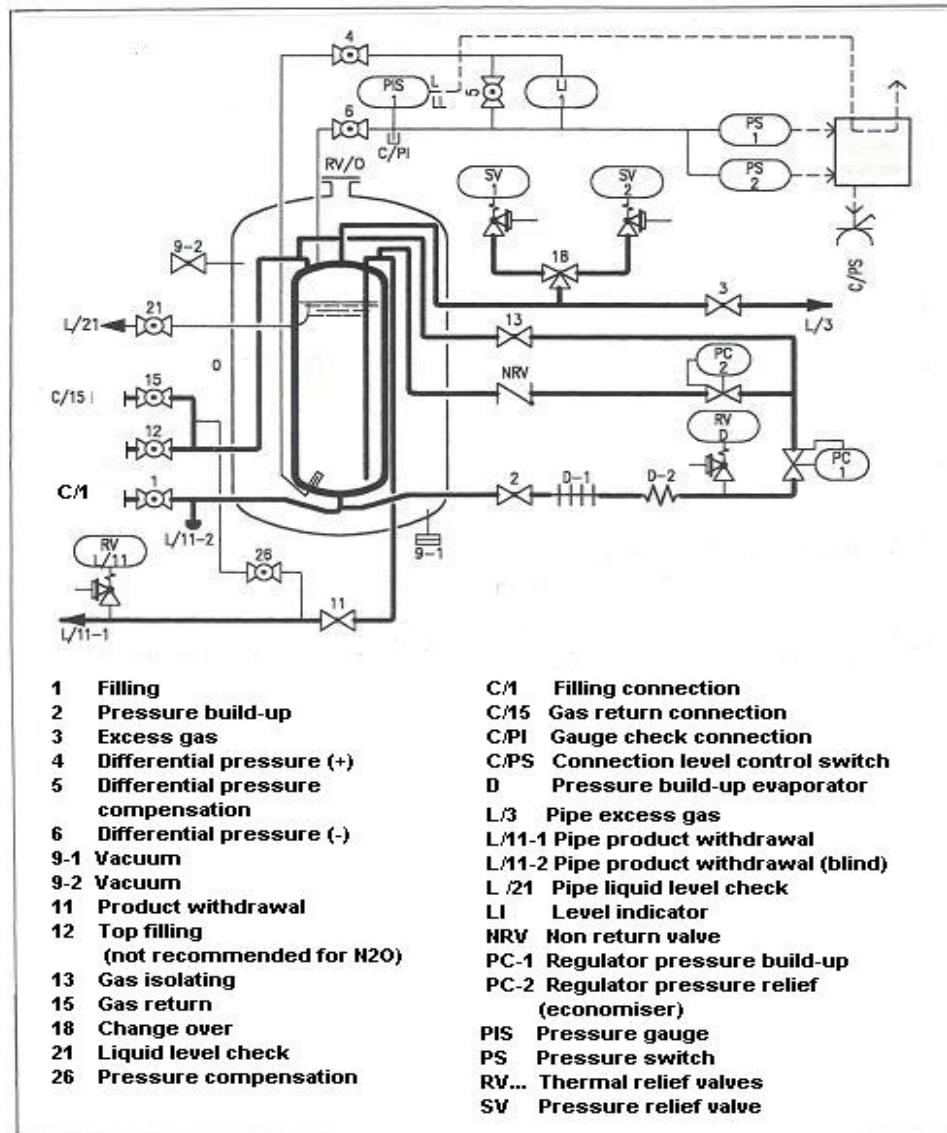 4
PIS
1
L
LL
5
LI
1
6
C/PI
RV/O
PS
1
PS
2
SV
1
SV
2
C/PS
9-2
18
3
L/3
21
L/21
13
PC
2
O
15
C/15
NRV
RV
D
12
PC
1
C/1
1
2
D-1
D-2
L/11-2
9-1
RV
L/11
26
11
L/11-1
1 Filling
2 Pressure build-up
3 Excess gas
4 Differential pressure (+)
5 Differential pressure
compensation
6 Differential pressure (-)
9-1 Vacuum
9-2 Vacuum
11 Product withdrawal
12 Top filling
(not recommended for N2O)
13 Gas isolating
15 Gas return
18 Change over
21 Liquid level check
26 Pressure compensation
C/1 Filling connection
C/15 Gas return connection
C/PI Gauge check connection
C/PS Connection level control switch
D Pressure build-up evaporator
L/3 Pipe excess gas
L/11-1 Pipe product withdrawal
L/11-2 Pipe product withdrawal (blind)
L /21 Pipe liquid level check
LI Level indicator
NRV Non return valve
PC-1 Regulator pressure build-up
PC-2 Regulator pressure relief
(economiser)
PIS Pressure gauge
PS Pressure switch
RV... Thermal relief valves
SV Pressure relief valve